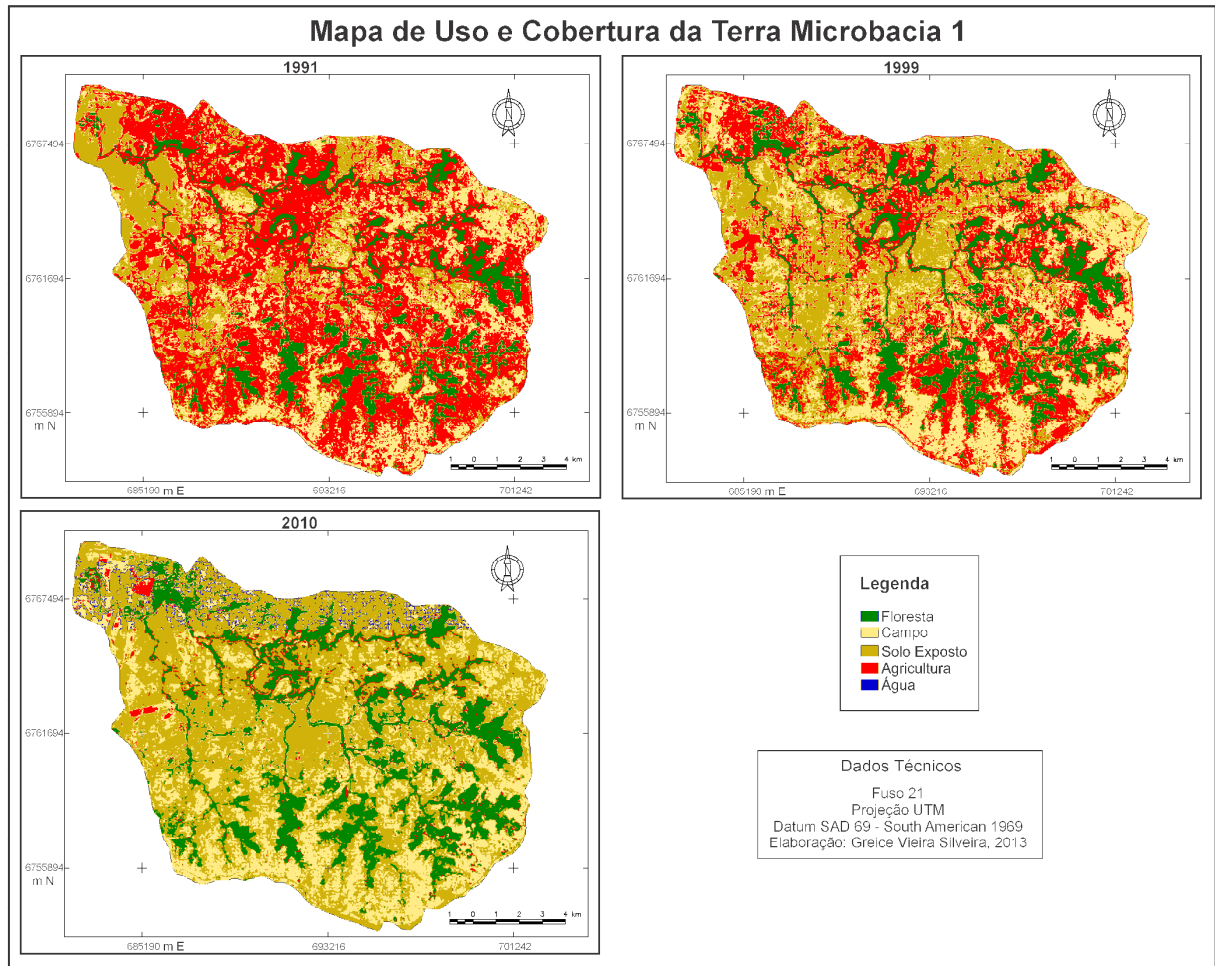 Mapa de Uso e Cobertura da Terra Microbacia 1
1991
N
6767494
6761694
6755894
m N
1 0 1 2 3 4 km
685190 m E
693216
701242
1999
N
6767494
6761694
6755894
m N
1 0 1 2 3 4 km
605190 m E
693216
701242
2010
N
6767494
6761694
6755894
m N
1 0 1 2 3 4 km
685190 m E
693216
701242
Legenda
Floresta
Campo
Solo Exposto
Agricultura
Água
Dados Técnicos
Fuso 21
Projeção UTM
Datum SAD 69 - South American 1969
Elaboração: Greice Vieira Silveira, 2013